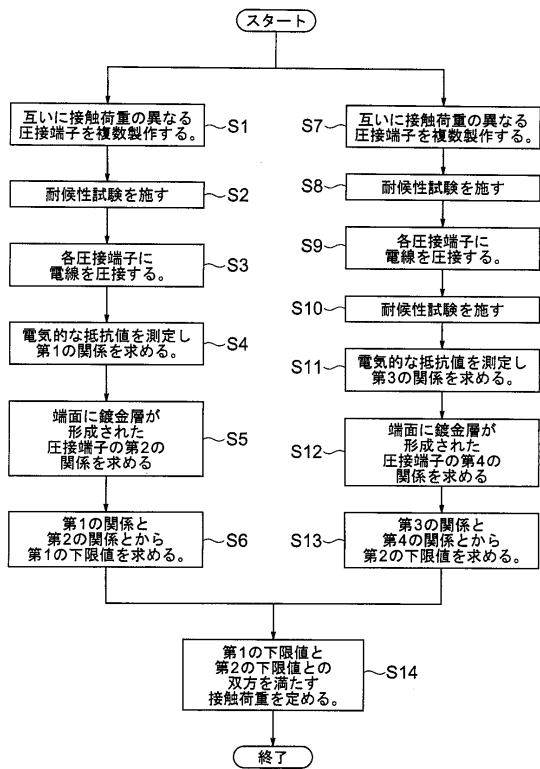 スタート
互いに接触荷重の異なる
圧接端子を複数製作する。
S1
耐候性試験を施す
S2
各圧接端子に
電線を圧接する。
S3
電気的な抵抗値を測定し
第1の関係を求める。
S4
端面に鍍金層が
形成された
圧接端子の第2の
関係を求める
S5
第1の関係と
第2の関係とから
第1の下限値を求める。
S6
S7
互いに接触荷重の異なる
圧接端子を複数製作する。
S8
耐候性試験を施す
S9
各圧接端子に
電線を圧接する。
S10
耐候性試験を施す
S11
電気的な抵抗値を測定し
第3の関係を求める。
S12
端面に鍍金層が
形成された
圧接端子の第4の
関係を求める
S13
第3の関係と
第4の関係とから
第2の下限値を求める。
第1の下限値と
第2の下限値との
双方を満たす
接触荷重を定める。
S14
終了